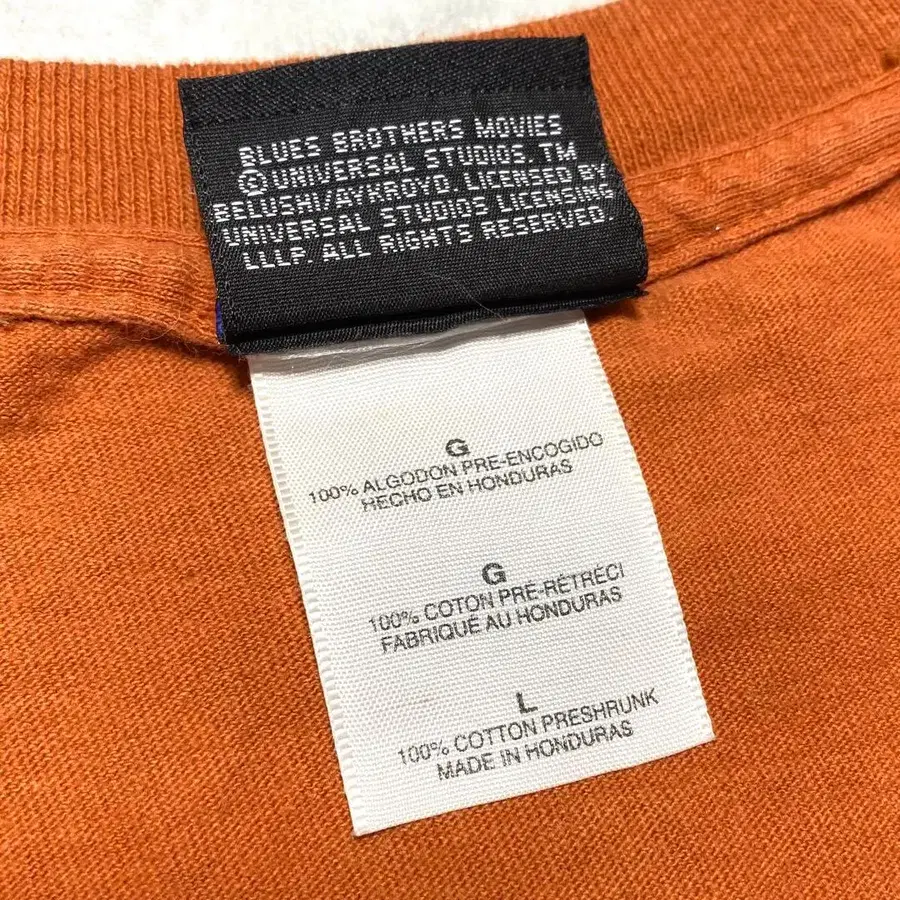 BLUES BROTHERS MOVIES
© UNIVERSAL STUDIOS. TM
BELUSHI/AYKROYD. LICENSED BY
UNIVERSAL STUDIOS LICENSING
LLLP. ALL RIGHTS RESERVED.
G
100% ALGODON PRE-ENCOGIDO
HECHO EN HONDURAS
G
100% COTON PRÉ-RÉTRÉCI
FABRIQUÉ AU HONDURAS
L
100% COTTON PRESHRUNK
MADE IN HONDURAS